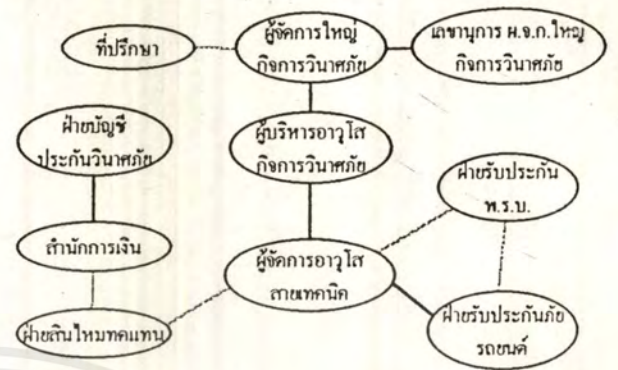 ที่ปรึกษา
ผู้จัดการใหญ่
กิจการวินาศภัย
เลขานุการ ผ.จ.ก.ใหญ่
กิจการวินาศภัย
ฝ่ายบัญชี
ประกันวินาศภัย
ผู้บริหารอาวุโส
กิจการวินาศภัย
ฝ่ายรับประกัน
พ.ร.บ.
สำนักการเงิน
ผู้จัดการอาวุโส
สายเทคนิค
ฝ่ายสินไหมทดแทน
ฝ่ายรับประกันภัย
รถยนต์